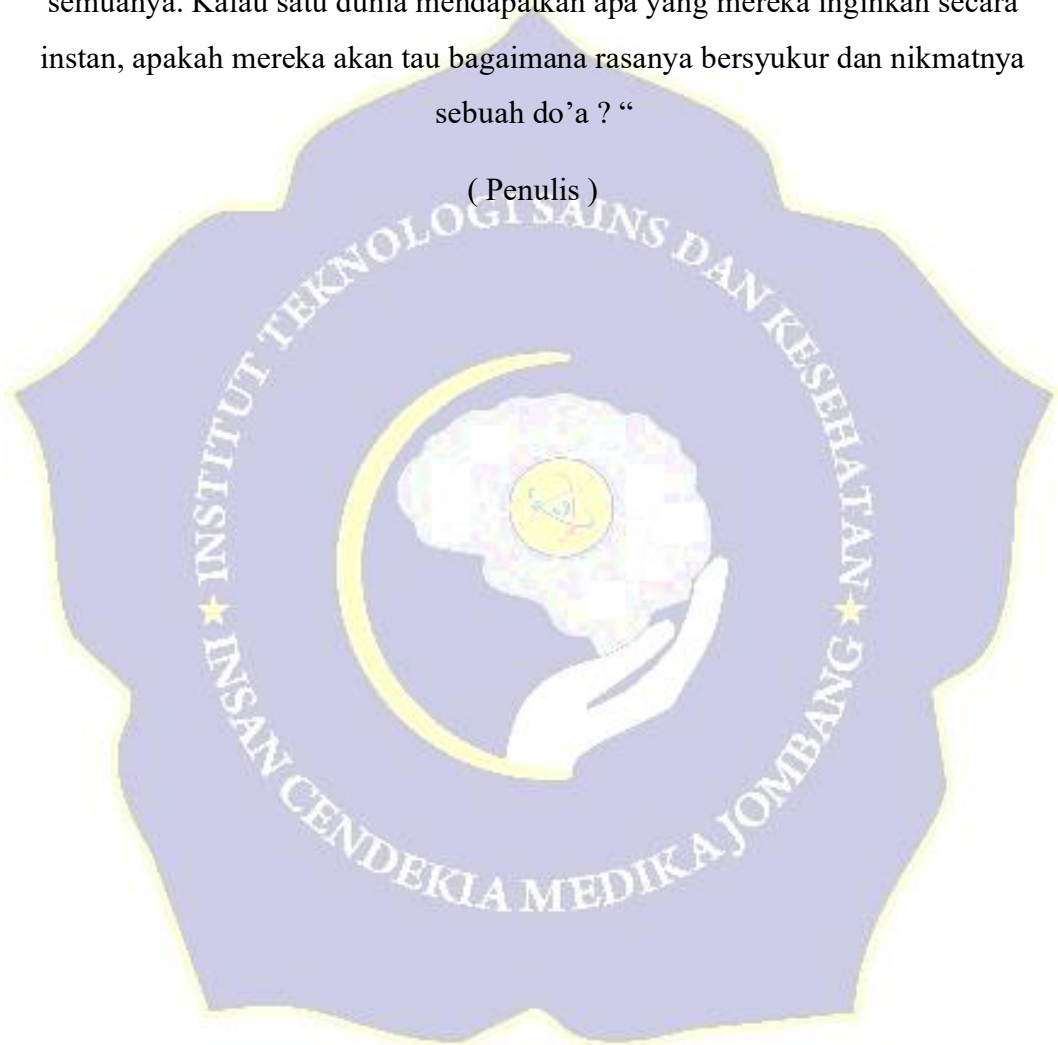 semuanya. Kalau satu dunia mendapatkan apa yang mereka inginkan secara
instan, apakah mereka akan tau bagaimana rasanya bersyukur dan nikmatnya
sebuah do’a ? “
( Penulis )
INSTITUT TEKNOLOGI SAINS DAN KESEHATAN
INSAN CENDEKIA MEDIKA JOMBANG